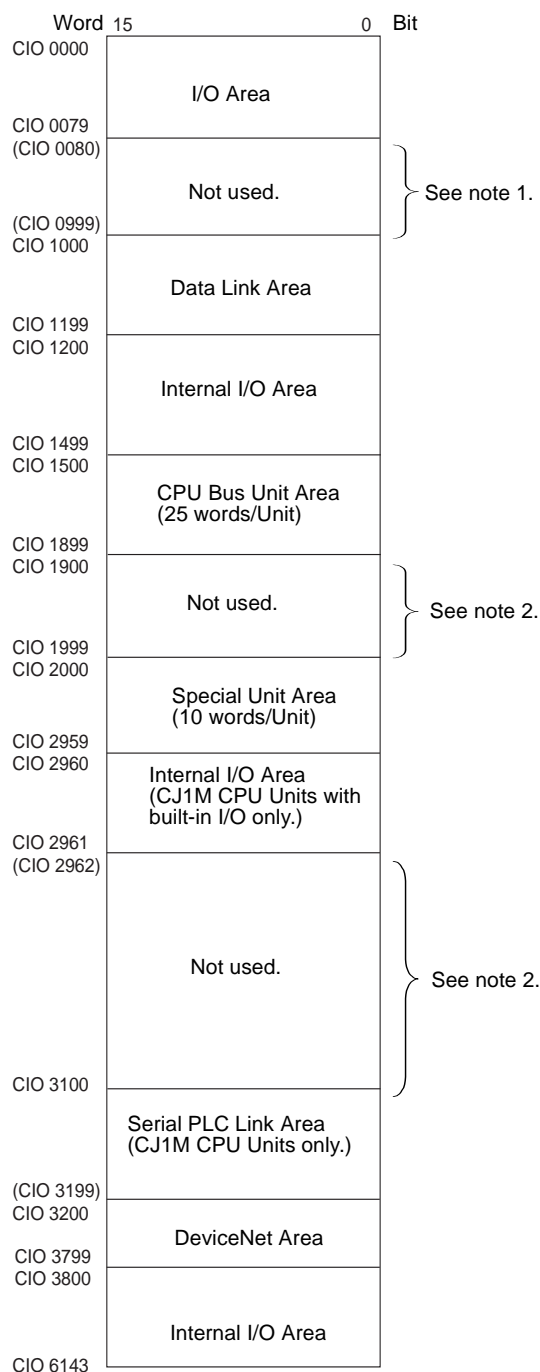 Word 15 0 Bit
CIO 0000
I/O Area
CIO 0079
(CIO 0080)
Not used.
See note 1.
(CIO 0999)
CIO 1000
Data Link Area
CIO 1199
CIO 1200
Internal I/O Area
CIO 1499
CIO 1500
CPU Bus Unit Area
(25 words/Unit)
CIO 1899
CIO 1900
Not used.
See note 2.
CIO 1999
CIO 2000
Special Unit Area
(10 words/Unit)
CIO 2959
CIO 2960
Internal I/O Area
(CJ1M CPU Units with
built-in I/O only.)
CIO 2961
(CIO 2962)
Not used.
See note 2.
CIO 3100
Serial PLC Link Area
(CJ1M CPU Units only.)
(CIO 3199)
CIO 3200
DeviceNet Area
CIO 3799
CIO 3800
Internal I/O Area
CIO 6143